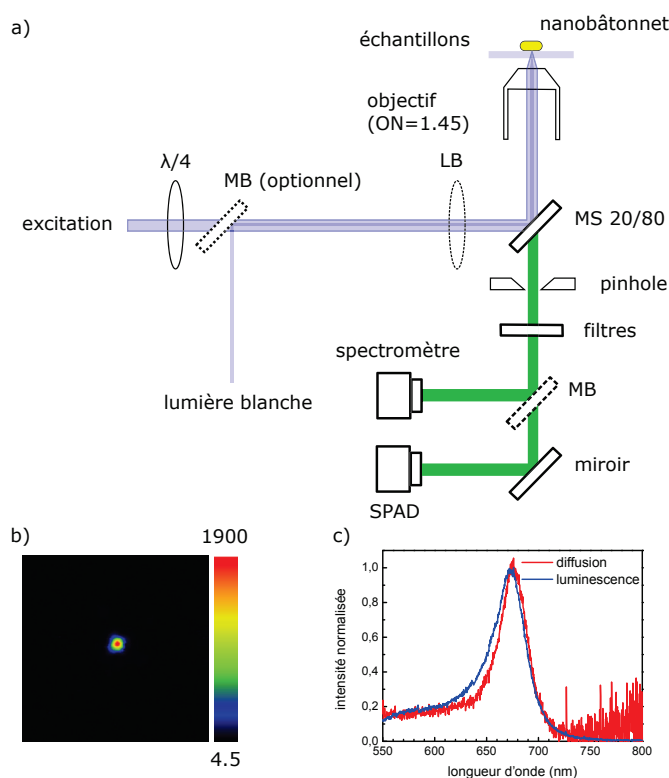 a)
nanobâtonnet
échantillons
objectif
(ON=1.45)
λ/4
MB (optionnel)
LB
excitation
MS 20/80
pinhole
filtres
spectromètre
MB
lumière blanche
miroir
SPAD
b)
1900
4.5
c)
diffusion
luminescence
intensité normalisée
1,0
0,8
0,6
0,4
0,2
0,0
550 600 650 700 750 800
longueur d'onde (nm)